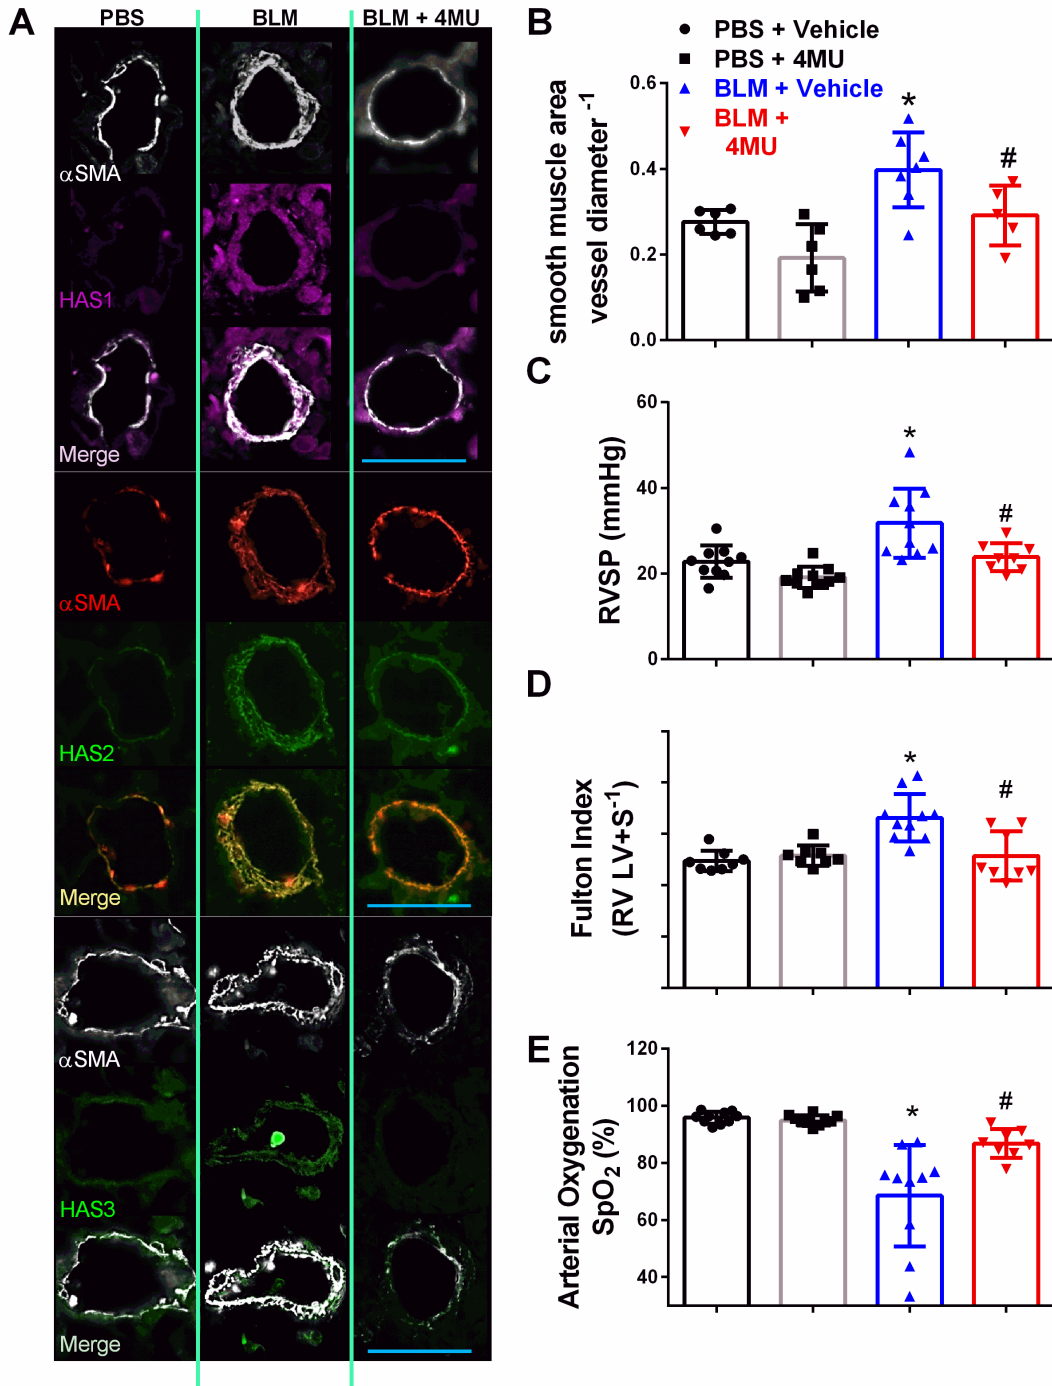 A
PBS
BLM
BLM + 4MU
αSMA
HAS1
Merge
αSMA
HAS2
Merge
αSMA
HAS3
Merge
B
PBS + Vehicle
PBS + 4MU
BLM + Vehicle
BLM +
4MU
smooth muscle area
vessel diameter -1
0.6
0.4
0.2
0.0
*
#
C
RVSP (mmHg)
60
40
20
0
*
#
D
Fulton Index
(RV LV+S-1)
*
#
E
Arterial Oxygenation
SpO2 (%)
120
100
80
60
40
*
#